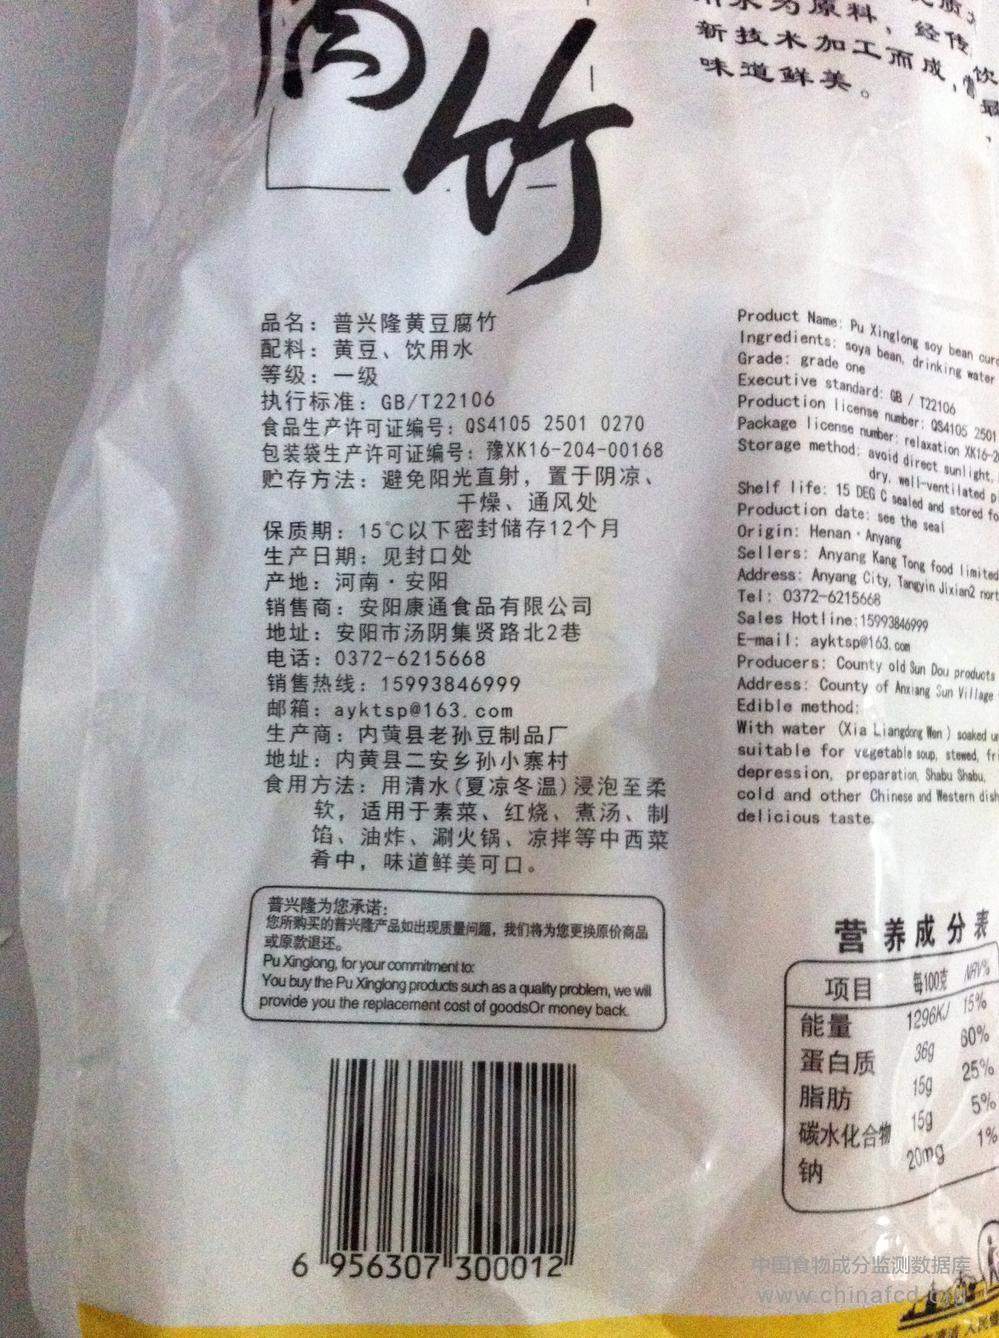 腐竹
为原料，经传
新技术加工而成，
味道鲜美。
品名：普兴隆黄豆腐竹
配料：黄豆、饮用水
等级：一级
执行标准：GB/T22106
食品生产许可证编号：QS4105 2501 0270
包装袋生产许可证编号：豫XK16-204-00168
贮存方法：避免阳光直射，置于阴凉、
干燥、通风处
保质期：15℃以下密封储存12个月
生产日期：见封口处
产地：河南·安阳
销售商：安阳康通食品有限公司
地址：安阳市汤阴集贤路北2巷
电话：0372-6215668
销售热线：15993846999
邮箱：ayktsp@163.com
生产商：内黄县老孙豆制品厂
地址：内黄县二安乡孙小寨村
食用方法：用清水(夏凉冬温)浸泡至柔
软，适用于素菜、红烧、煮汤、制
馅、油炸、涮火锅、凉拌等中西菜
肴中，味道鲜美可口。
普兴隆为您承诺：
您所购买的普兴隆产品如出现质量问题，我们将为您更换原价商品
或原款退还。
Pu Xinglong, for your commitment to:
You buy the Pu Xinglong products such as a quality problem, we will
provide you the replacement cost of goodsOr money back.
6 956307 300012
Product Name: Pu Xinglong soy bean curd
Ingredients: soya bean, drinking water
Grade: grade one
Executive standard: GB / T22106
Production license number: QS4105 2501
Package license number: relaxation XK16-2
Storage method: avoid direct sunlight,
dry, well-ventilated p
Shelf life: 15 DEG C sealed and stored fo
Production date: see the seal
Origin: Henan · Anyang
Sellers: Anyang Kang Tong food limited
Address: Anyang City, Tangyin Jixian2 nort
Tel: 0372-6215668
Sales Hotline:15993846999
E-mail: ayktsp@163.com
Producers: County old Sun Dou products
Address: County of Anxiang Sun Village
Edible method:
With water (Xia Liangdong Wen ) soaked un
suitable for vegetable soup, stewed, fri
depression, preparation, Shabu Shabu,
cold and other Chinese and Western dish
delicious taste.
营养成分表
项目 每100克 NRV%
能量 1296KJ 15%
蛋白质 36g 60%
脂肪 15g 25%
碳水化合物 15g 5%
钠 20mg 1%
中国食物成分监测数据库
www.chinafcd.org